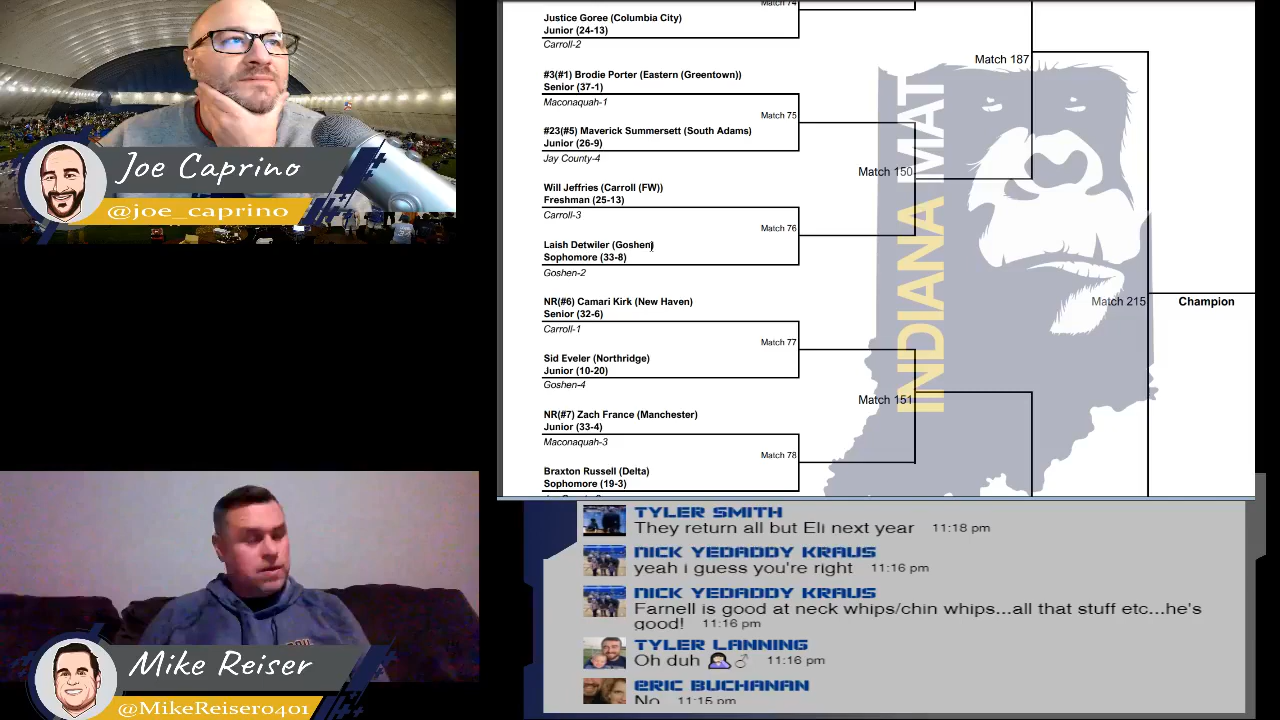 Joe Caprino
@joe_caprino
Match 74
Justice Goree (Columbia City)
Junior (24-13)
Carroll-2
#3(#1) Brodie Porter (Eastern (Greentown))
Senior (37-1)
Maconaquah-1
Match 75
#23(#5) Maverick Summersett (South Adams)
Junior (26-9)
Jay County-4
Match 150
Match 187
Will Jeffries (Carroll (FW))
Freshman (25-13)
Carroll-3
Match 76
Laish Detwiler (Goshen)
Sophomore (33-8)
Goshen-2
NR(#6) Camari Kirk (New Haven)
Senior (32-6)
Carroll-1
Match 77
Sid Eveler (Northridge)
Junior (10-20)
Goshen-4
Match 151
NR(#7) Zach France (Manchester)
Junior (33-4)
Maconaquah-3
Match 78
Braxton Russell (Delta)
Sophomore (19-3)
Match 215
Champion
INDIANA MAT
Mike Reiser
@MikeReiser0401
TYLER SMITH
They return all but Eli next year 11:18 pm
NICK YEDADDY KRAUS
yeah i guess you're right 11:16 pm
NICK YEDADDY KRAUS
Farnell is good at neck whips/chin whips...all that stuff etc...he's
good! 11:16 pm
TYLER LANNING
Oh duh 🤦‍♂ 11:16 pm
ERIC BUCHANAN
No 11:15 pm